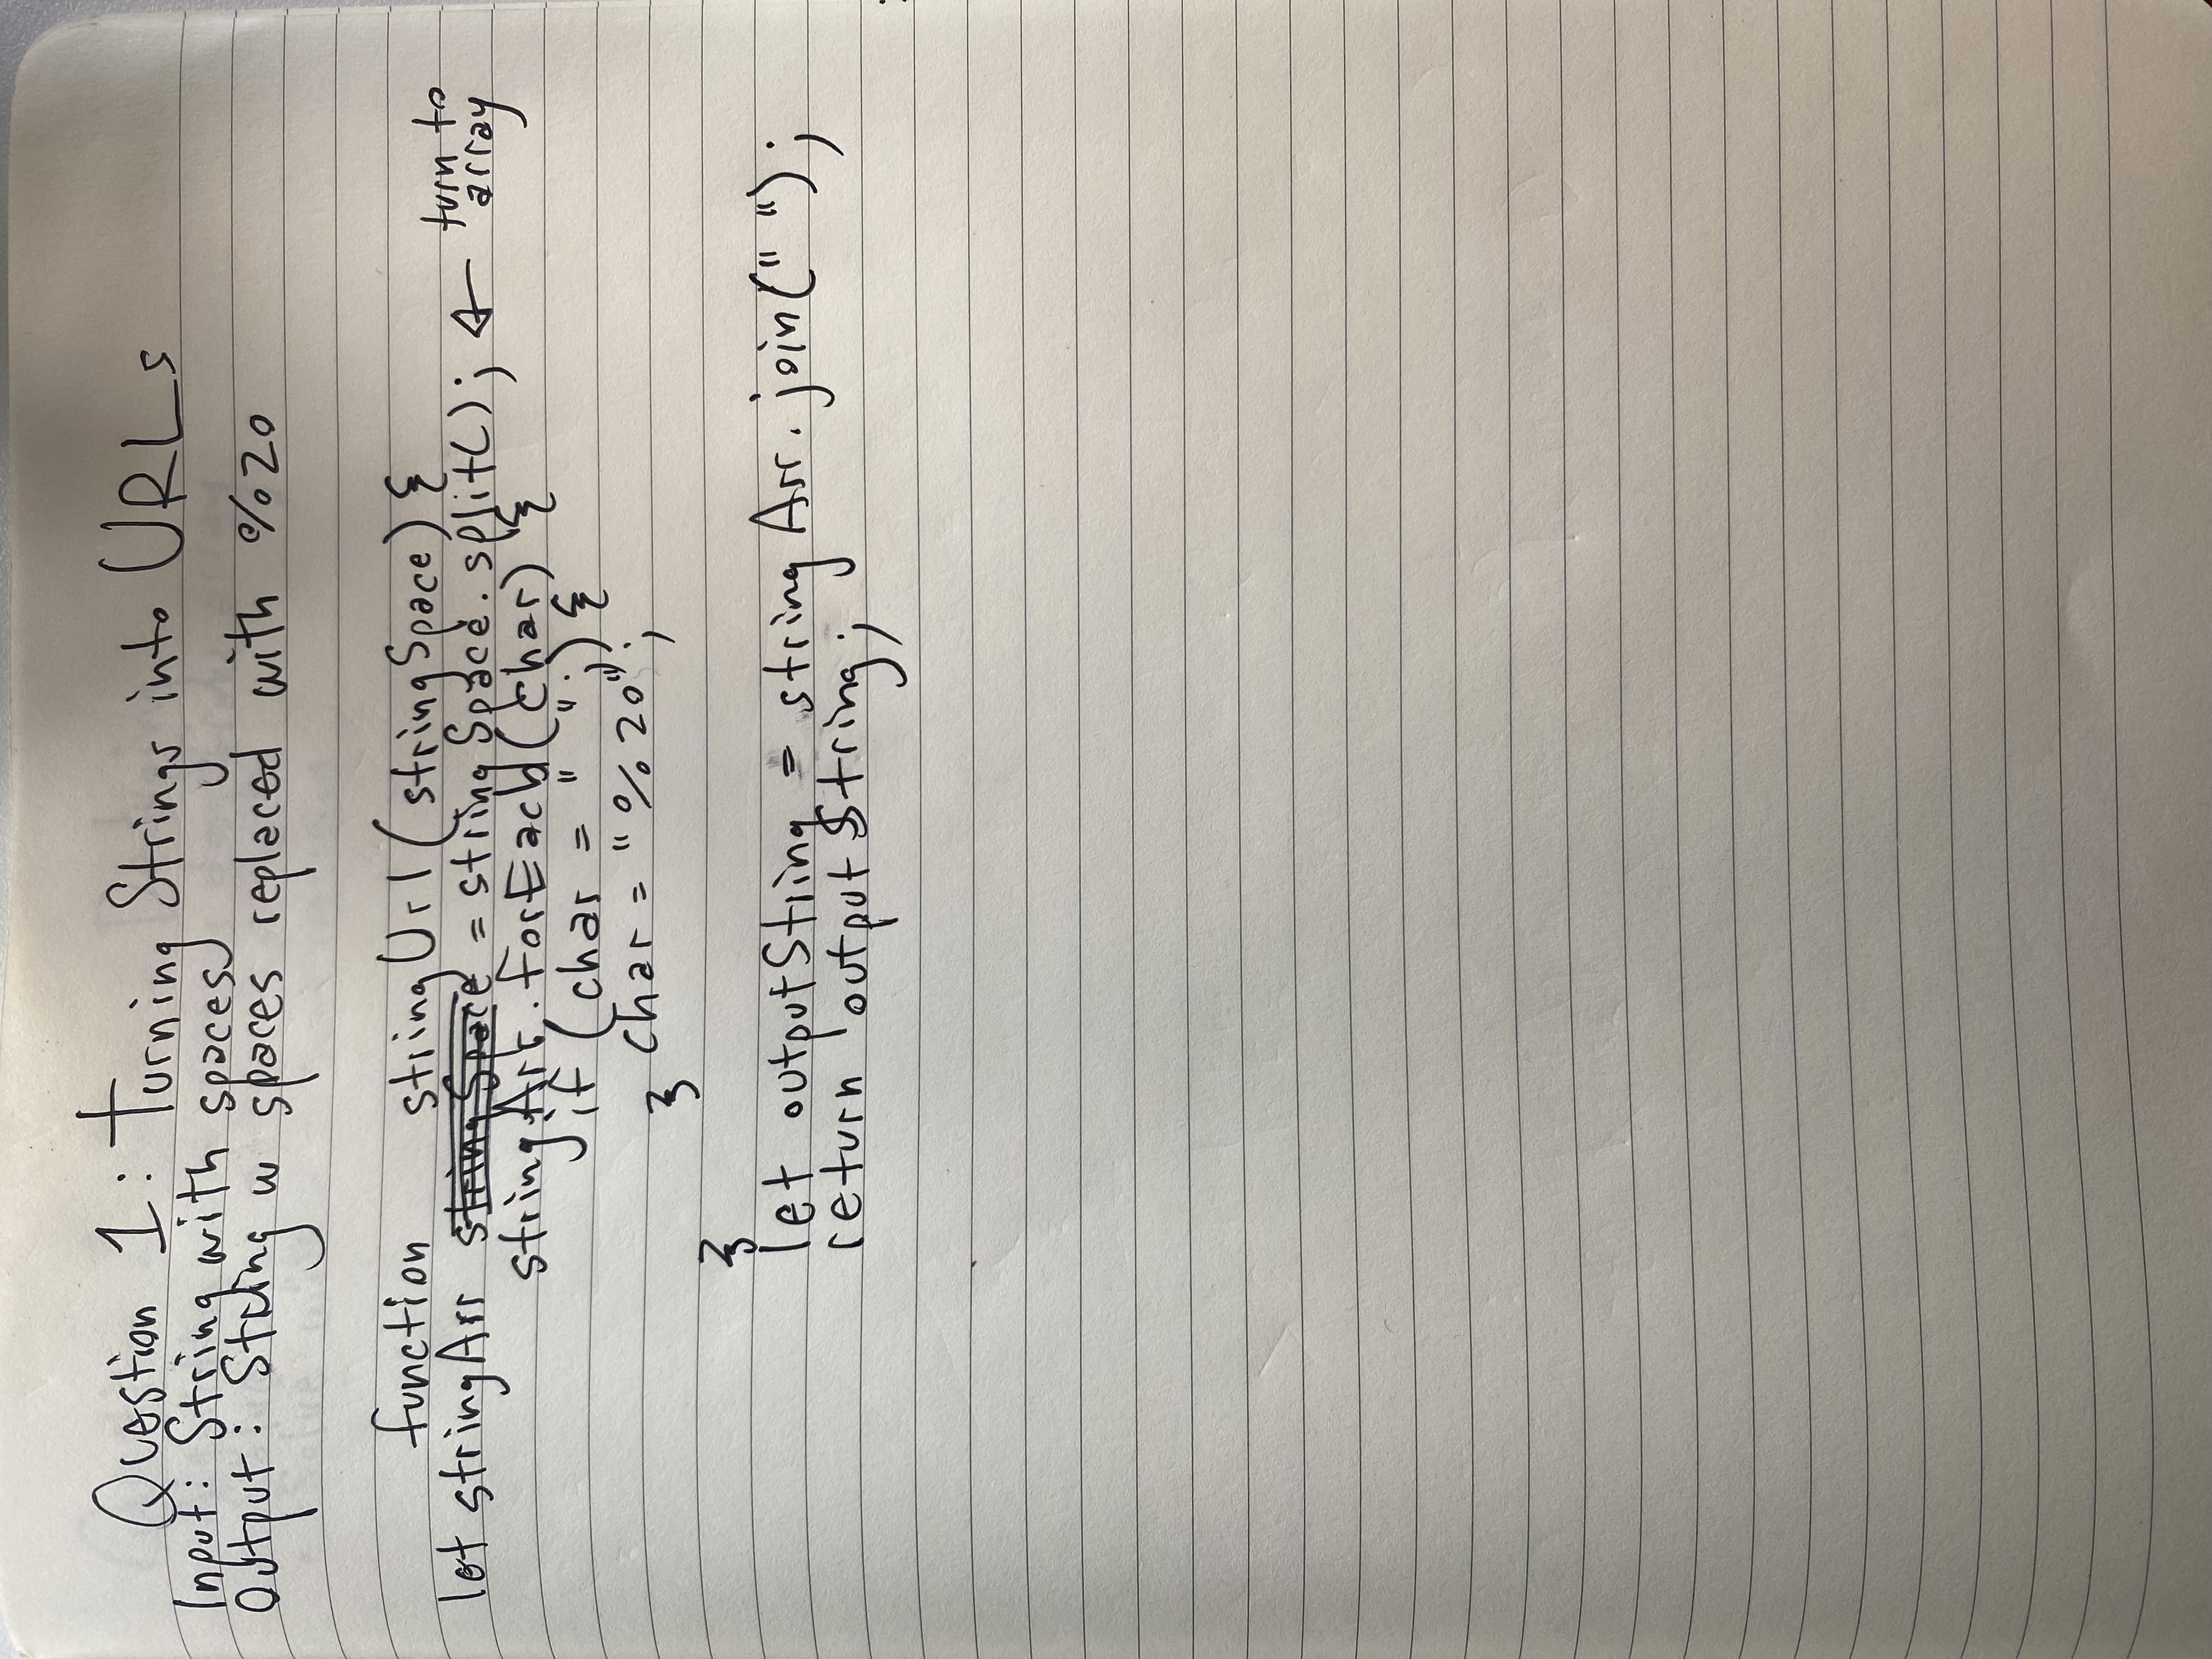 Question 1: Turning Strings into URLs
Input: String with spaces
Output: String w spaces replaced with %20
function stringUrl(stringSpace) {
let stringArr stringSpace = stringSpace.split(); ← turn to array
stringArr.forEach(char) {
if (char = " ";) {
char = "%20";
}
}
let outputString = stringArr.join(" ");
return outputString;